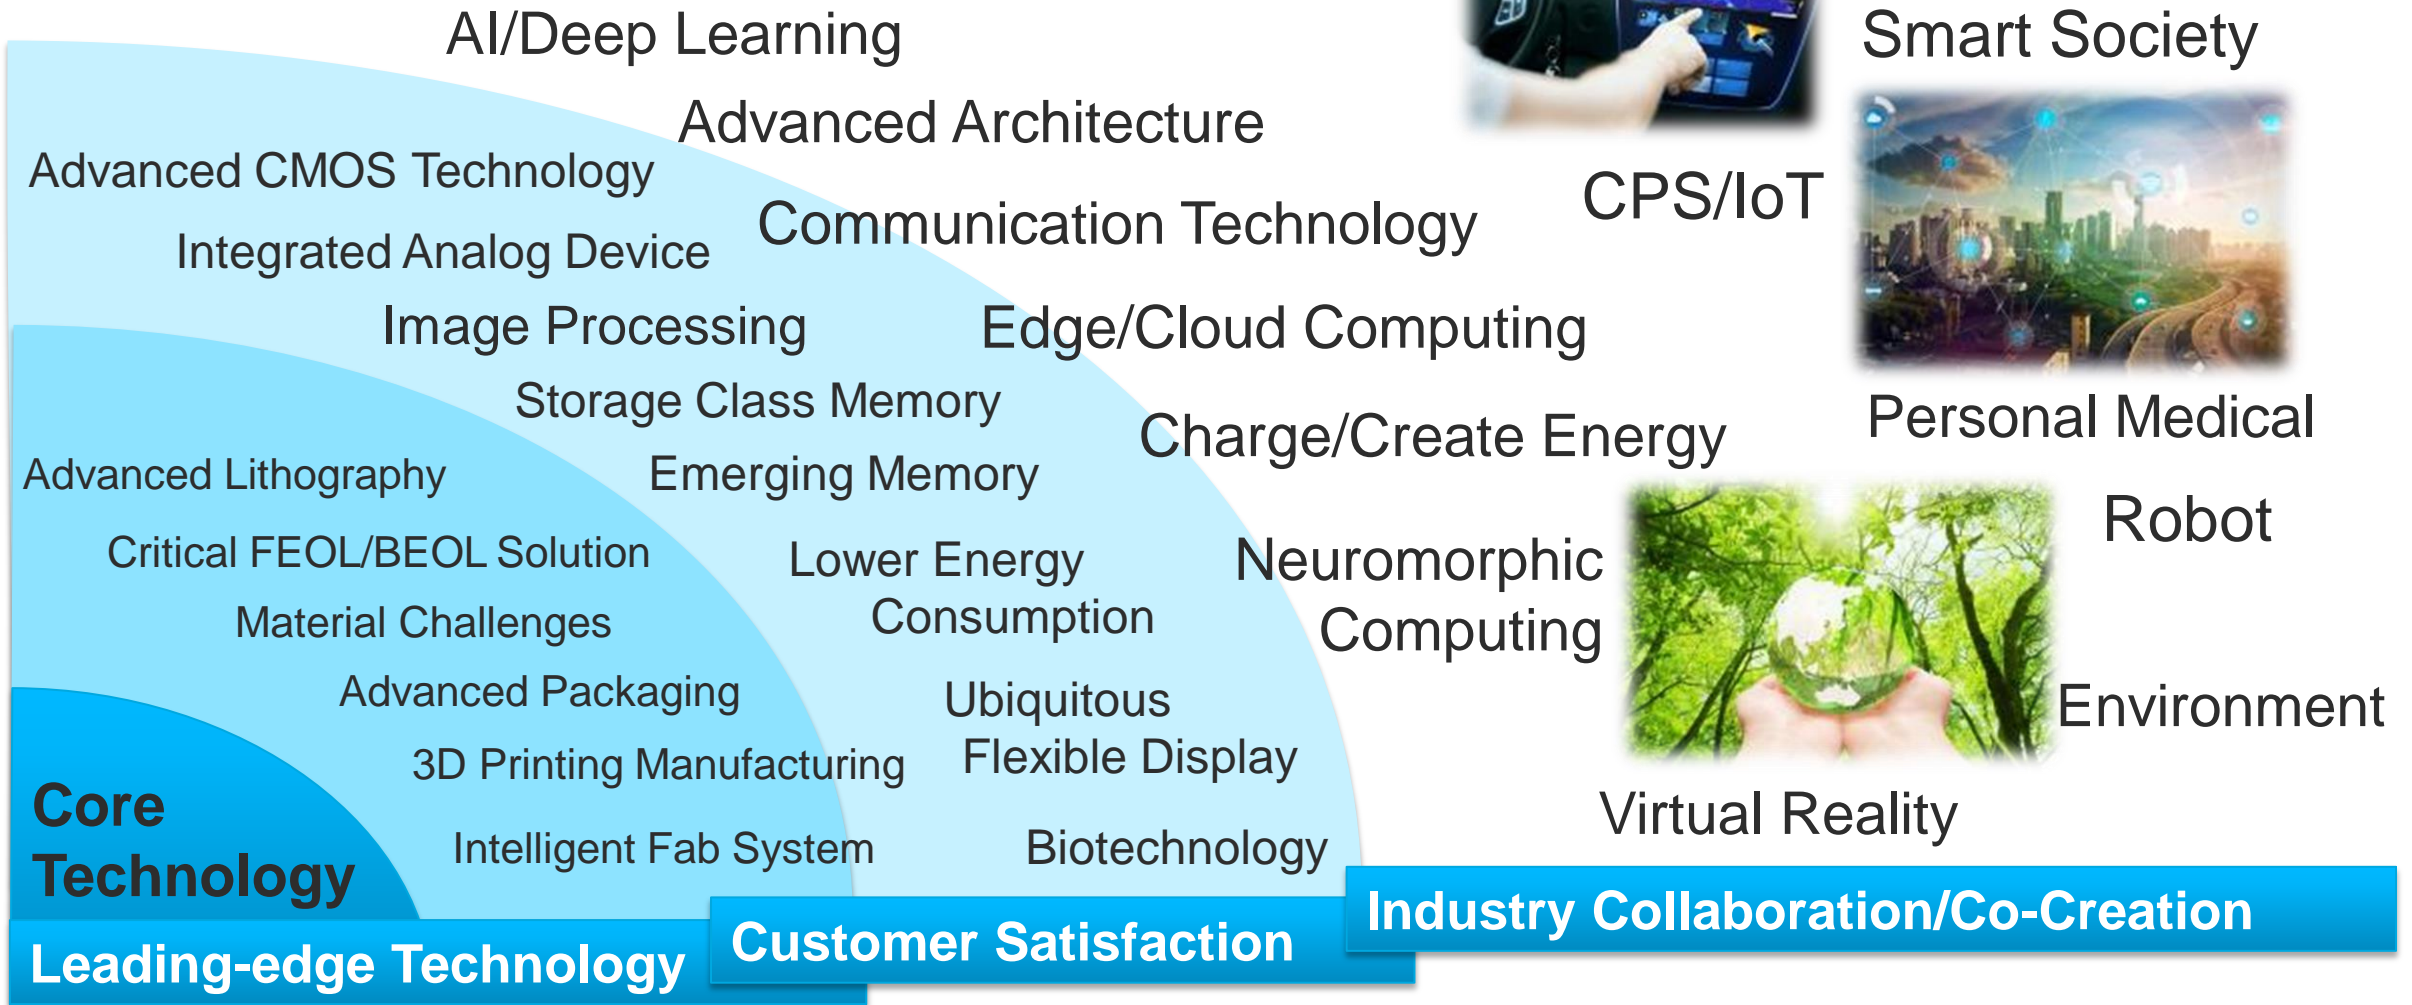 AI/Deep Learning
Smart Society
Advanced Architecture
Advanced CMOS Technology
CPS/IoT
Communication Technology
Integrated Analog Device
Image Processing
Edge/Cloud Computing
Storage Class Memory
Charge/Create Energy
Personal Medical
Advanced Lithography
Emerging Memory
Robot
Critical FEOL/BEOL Solution
Lower Energy
Consumption
Neuromorphic
Computing
Material Challenges
Advanced Packaging
Ubiquitous
Flexible Display
Environment
3D Printing Manufacturing
Virtual Reality
Core
Technology
Intelligent Fab System
Biotechnology
Leading-edge Technology
Customer Satisfaction
Industry Collaboration/Co-Creation